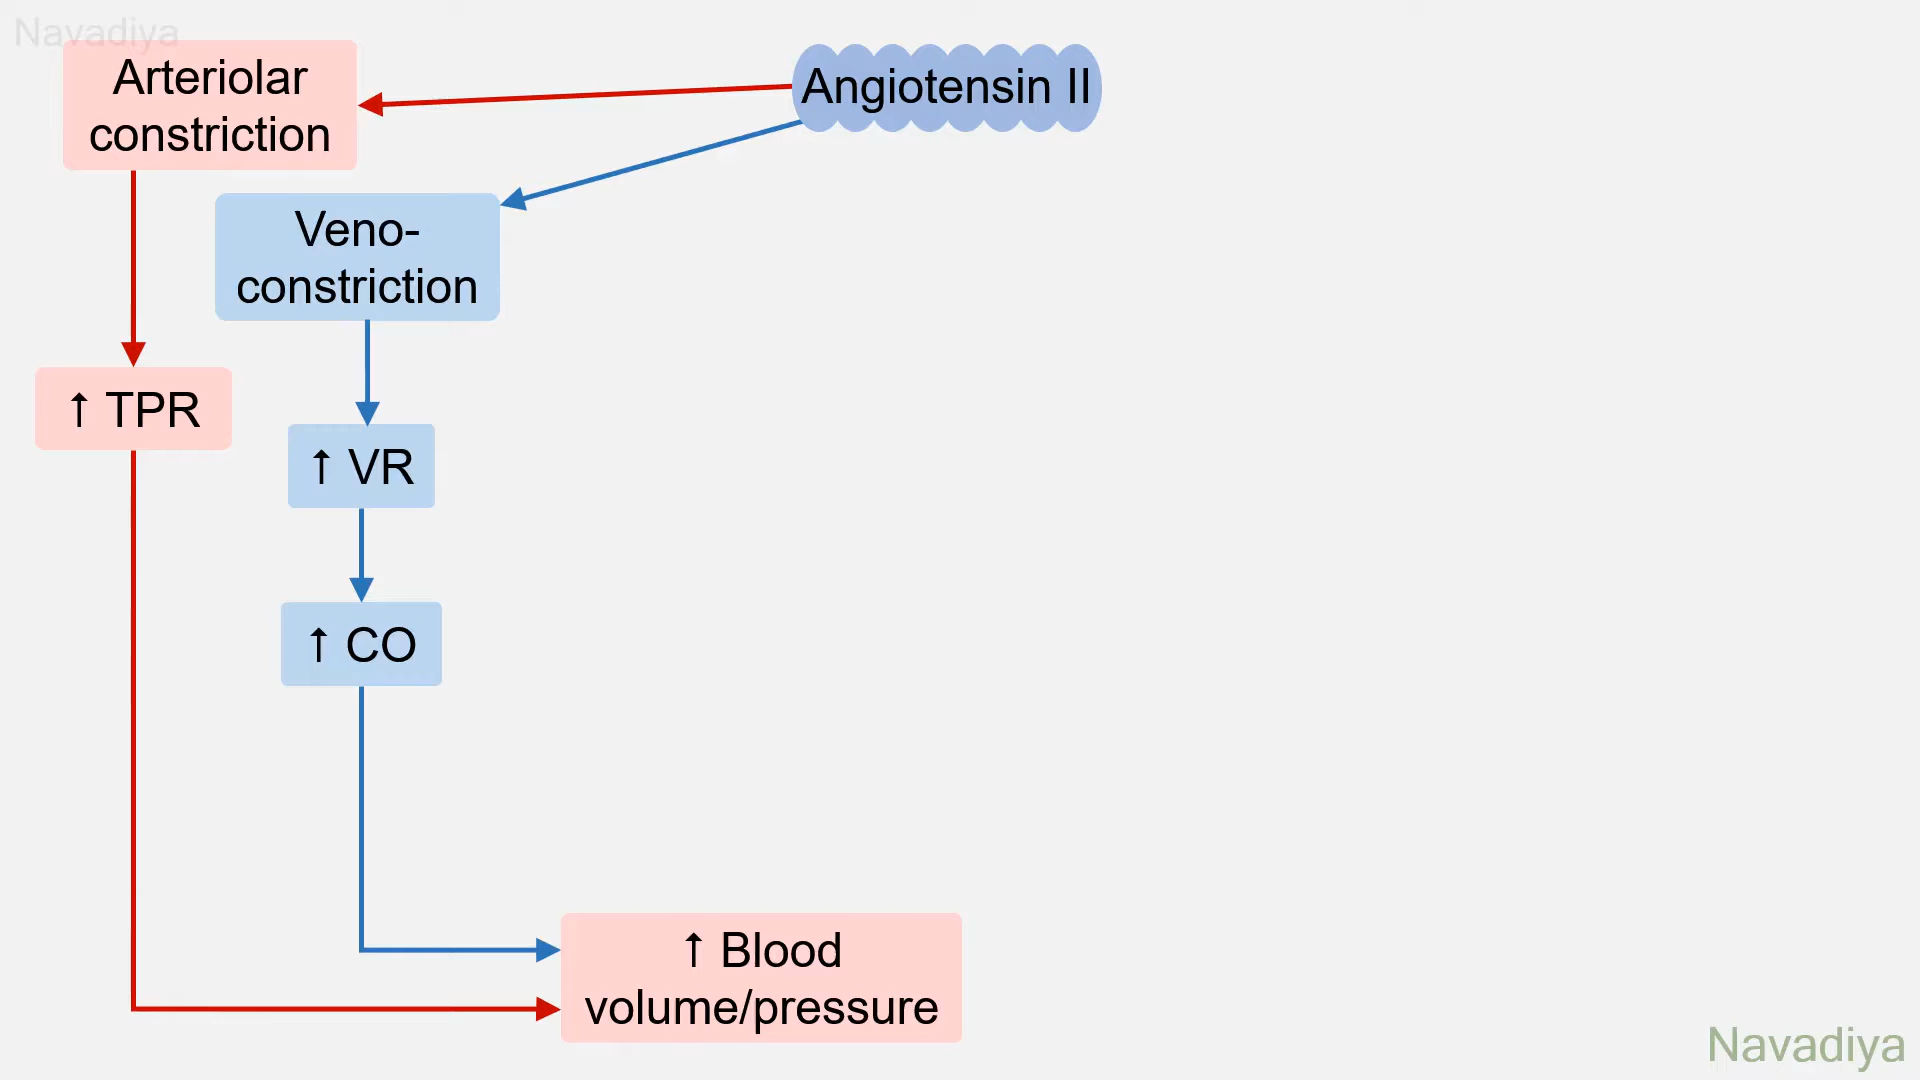 Navadiya
Arteriolar
constriction
Angiotensin II
Veno-
constriction
↑ TPR
↑ VR
↑ CO
↑ Blood
volume/pressure
Navadiya